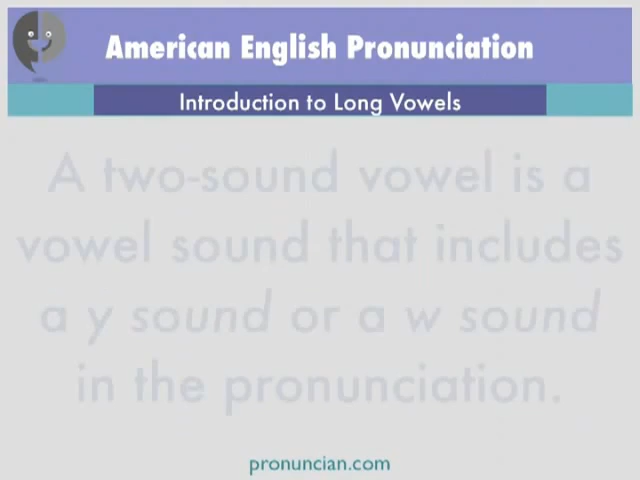 American English Pronunciation
Introduction to Long Vowels
A two-sound vowel is a
vowel sound that includes
a y sound or a w sound
in the pronunciation.
pronuncian.com